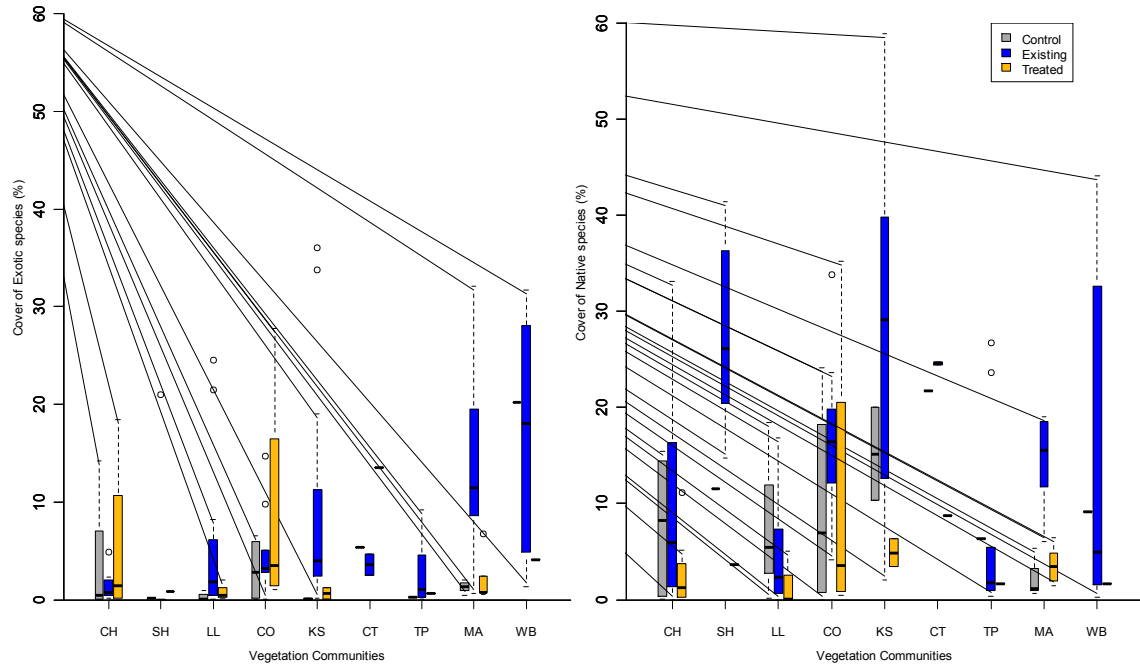 Cover of Exotic species (%)
0
10
20
30
40
50
60
CH SH LL CO KS CT TP MA WB
Vegetation Communities
Cover of Native species (%)
0
10
20
30
40
50
60
Control
Existing
Treated
CH SH LL CO KS CT TP MA WB
Vegetation Communities